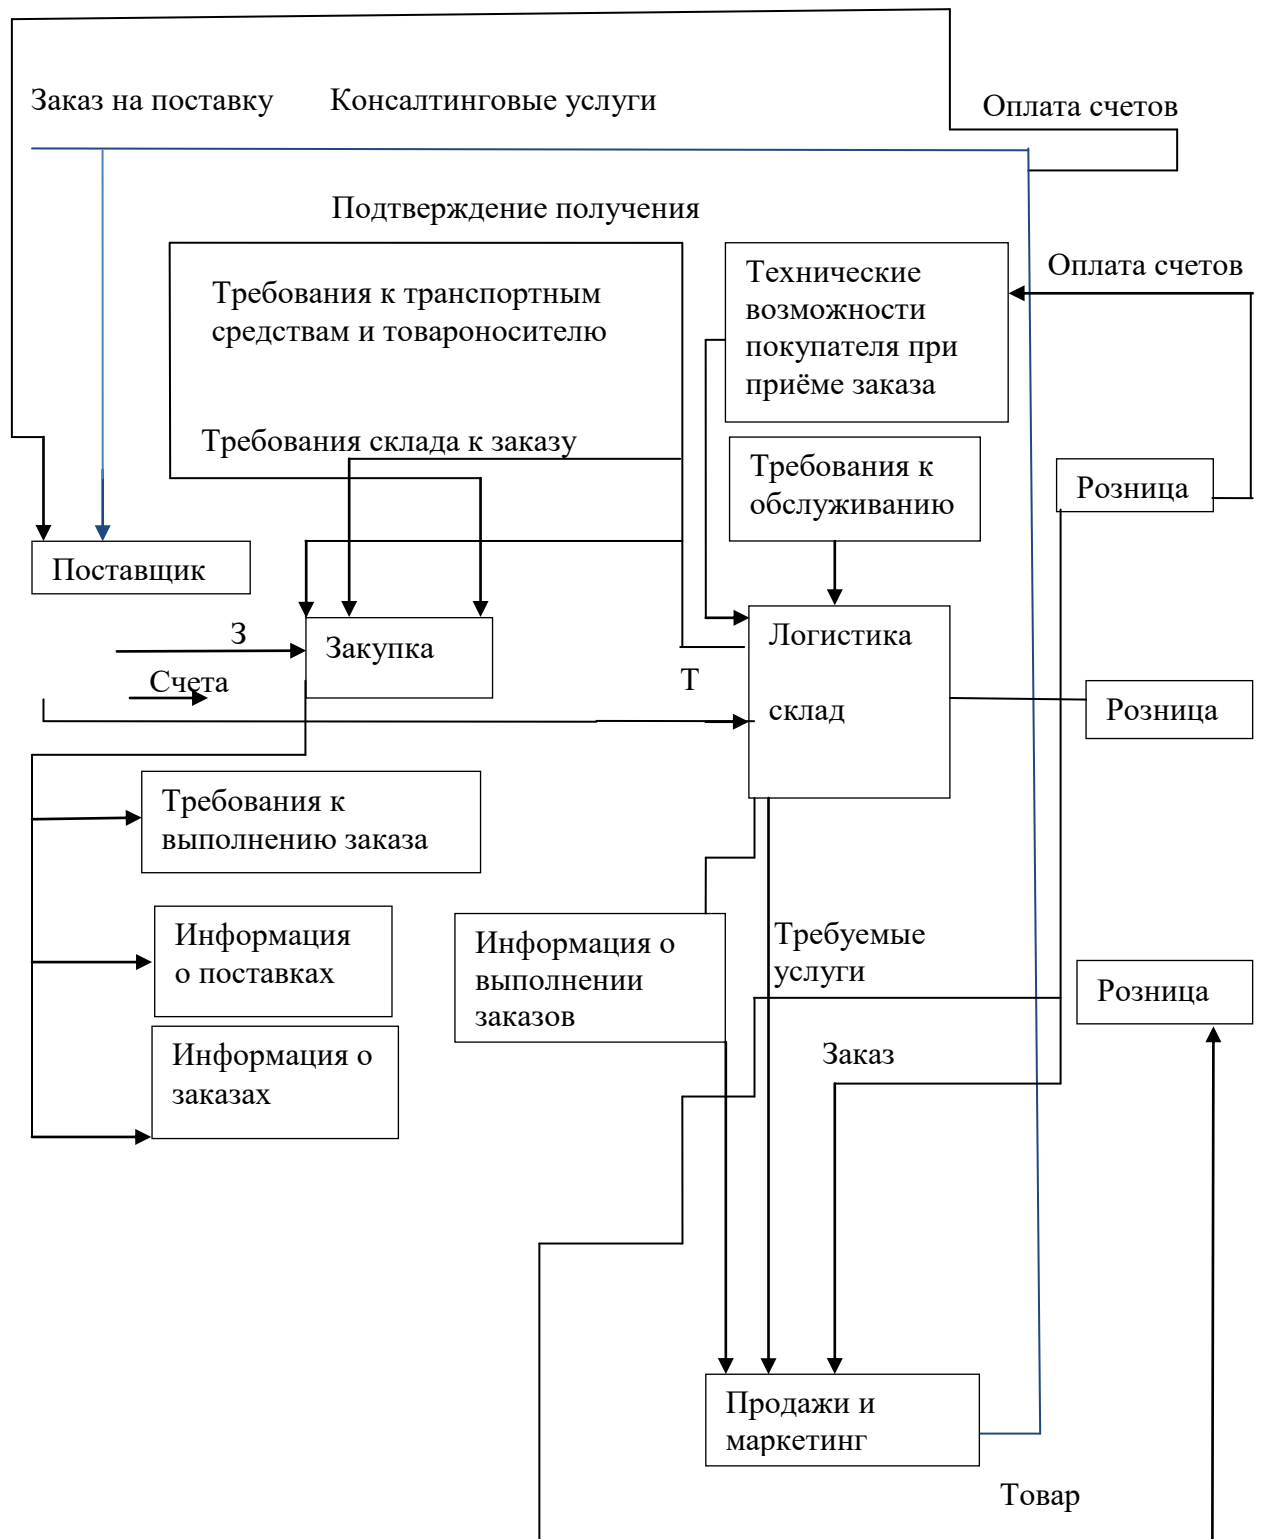 Заказ на поставку
Консалтинговые услуги
Оплата счетов
Подтверждение получения
Технические
возможности
покупателя при
приёме заказа
Оплата счетов
Требования к транспортным
средствам и товароносителю
Требования склада к заказу
Требования к
обслуживанию
Розница
Поставщик
З
Закупка
Логистика
Счета
Т
склад
Розница
Требования к
выполнению заказа
Информация
о поставках
Информация о
выполнении
заказов
Требуемые
услуги
Розница
Информация о
заказах
Заказ
Продажи и
маркетинг
Товар